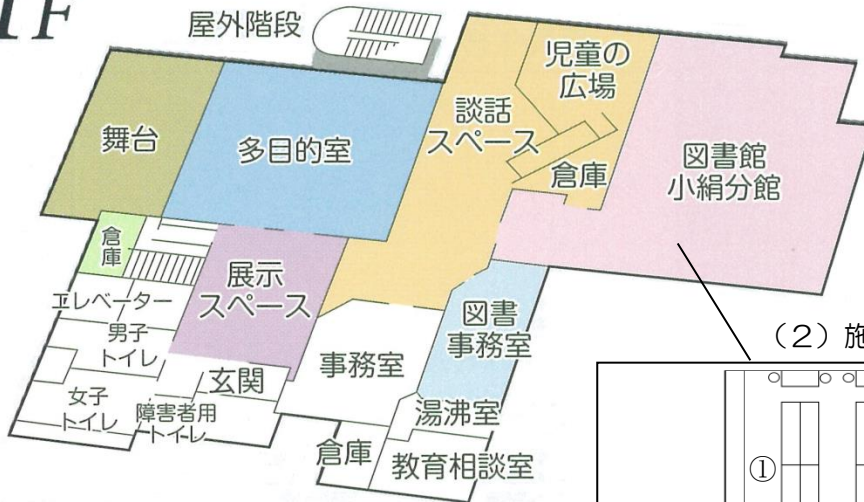 1F
屋外階段
児童の
広場
談話
スペース
舞台
多目的室
図書館
小絹分館
倉庫
倉庫
展示
スペース
エレベーター
男子
トイレ
図書
事務室
事務室
玄関
女子
トイレ
障害者用
トイレ
湯沸室
倉庫
教育相談室
（2）施
①